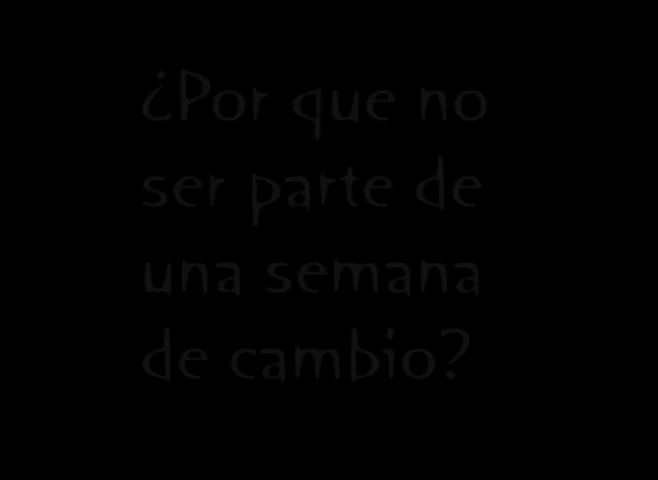 ¿Por que no
ser parte de
una semana
de cambio?